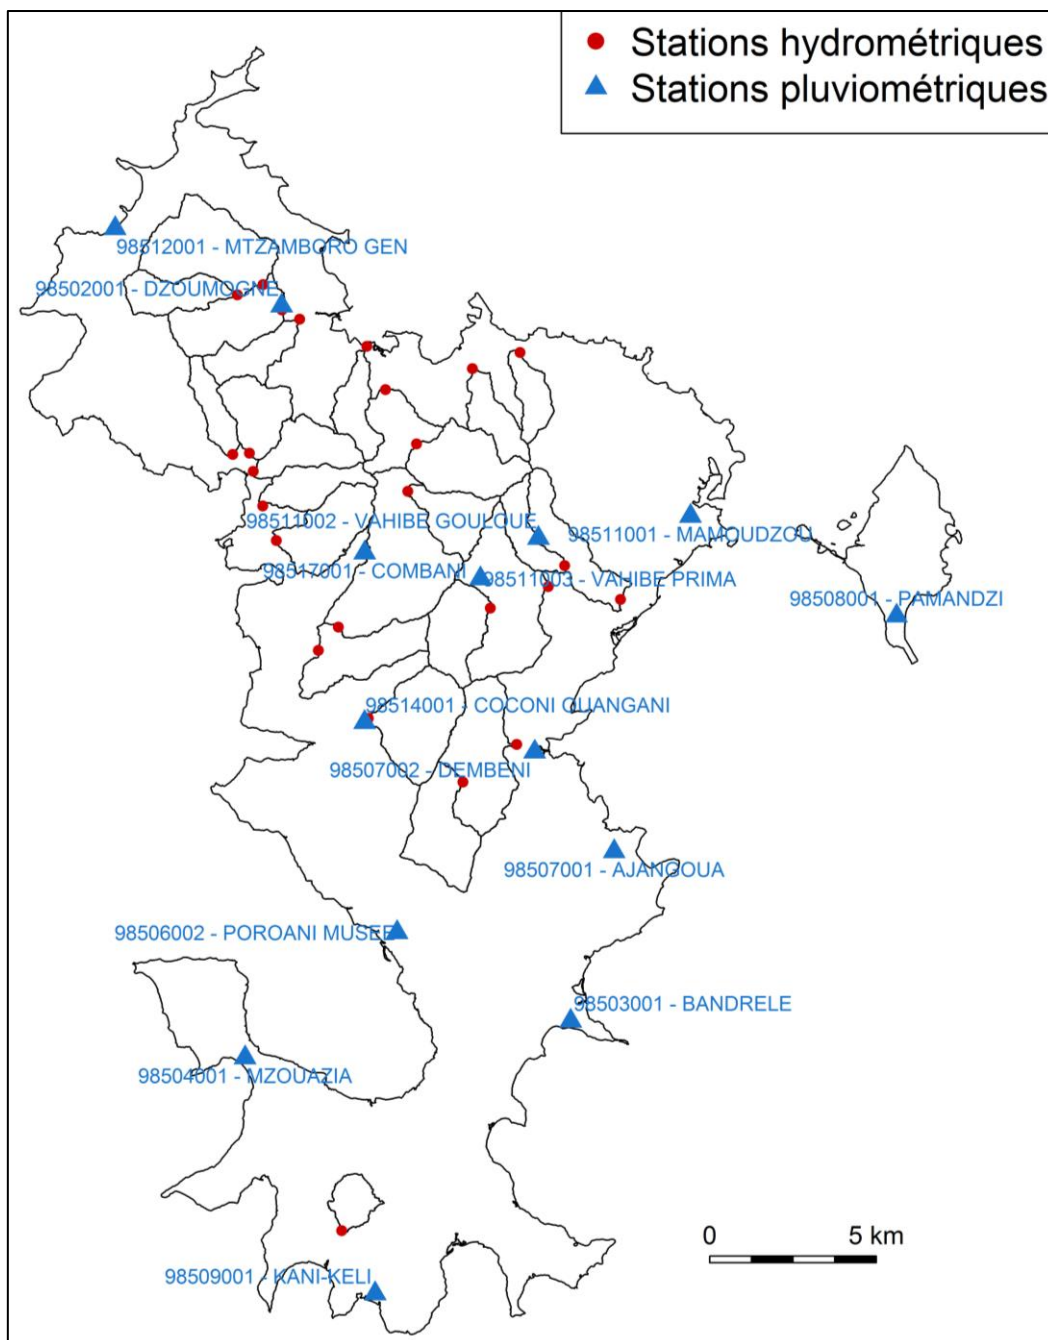 Stations hydrométriques
Stations pluviométriques
98512001 - MTZAMBORO GEN
98502001 - DZOUMOGNE
98511002 - VAHIBE GOULOUE
98511001 - MAMOUDZOU
98517001 - COMBANI
98511003 - VAHIBE PRIMA
98508001 - PAMANDZI
98514001 - COCONI OUANGANI
98507002 - DEMBENI
98507001 - AJANGOUA
98506002 - POROANI MUSEE
98503001 - BANDRELE
98504001 - MZOUAZIA
0 5 km
98509001 - KANI-KELI